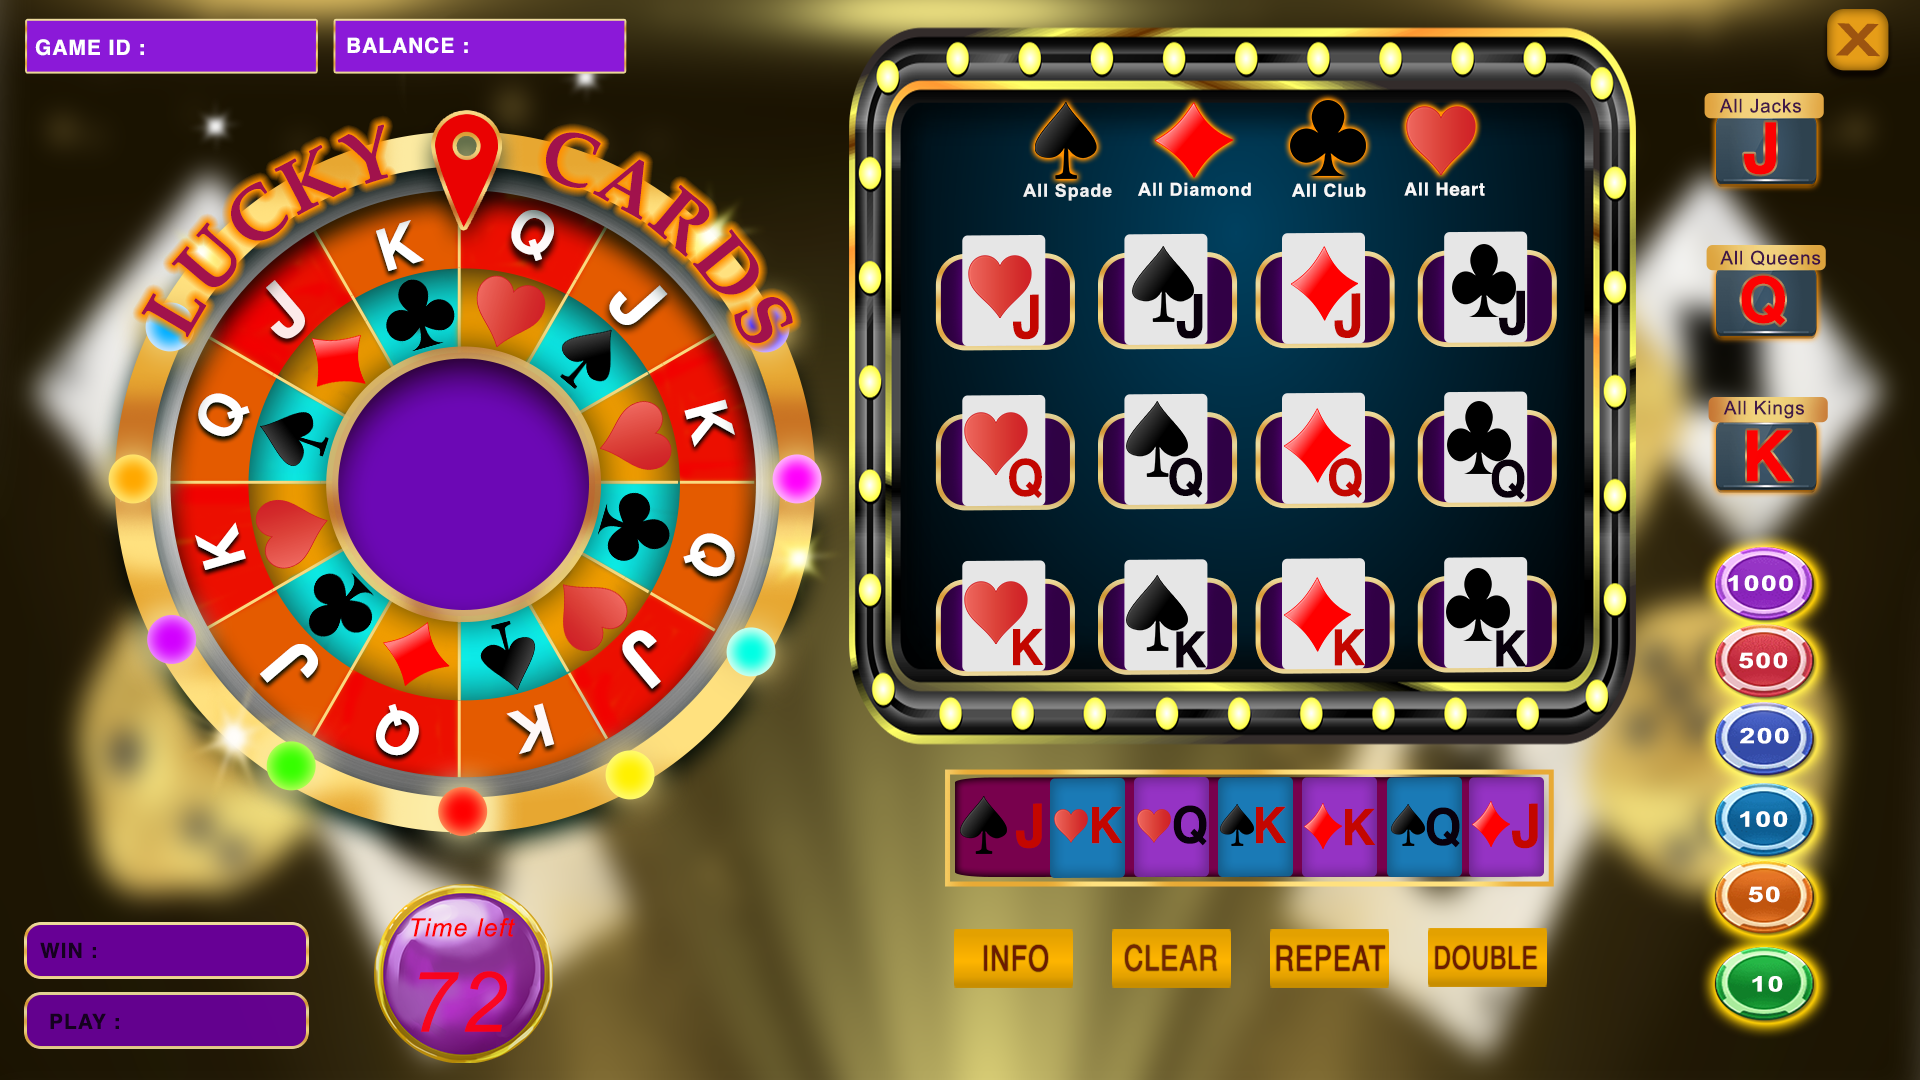 GAME ID :
BALANCE :
X
LUCKY CARDS
K Q J K Q J K Q J K Q J
All Spade All Diamond All Club All Heart
J J J J
Q Q Q Q
K K K K
All Jacks
J
All Queens
Q
All Kings
K
1000
500
200
100
50
10
J K Q K K Q J
INFO CLEAR REPEAT DOUBLE
WIN :
PLAY :
Time left
72